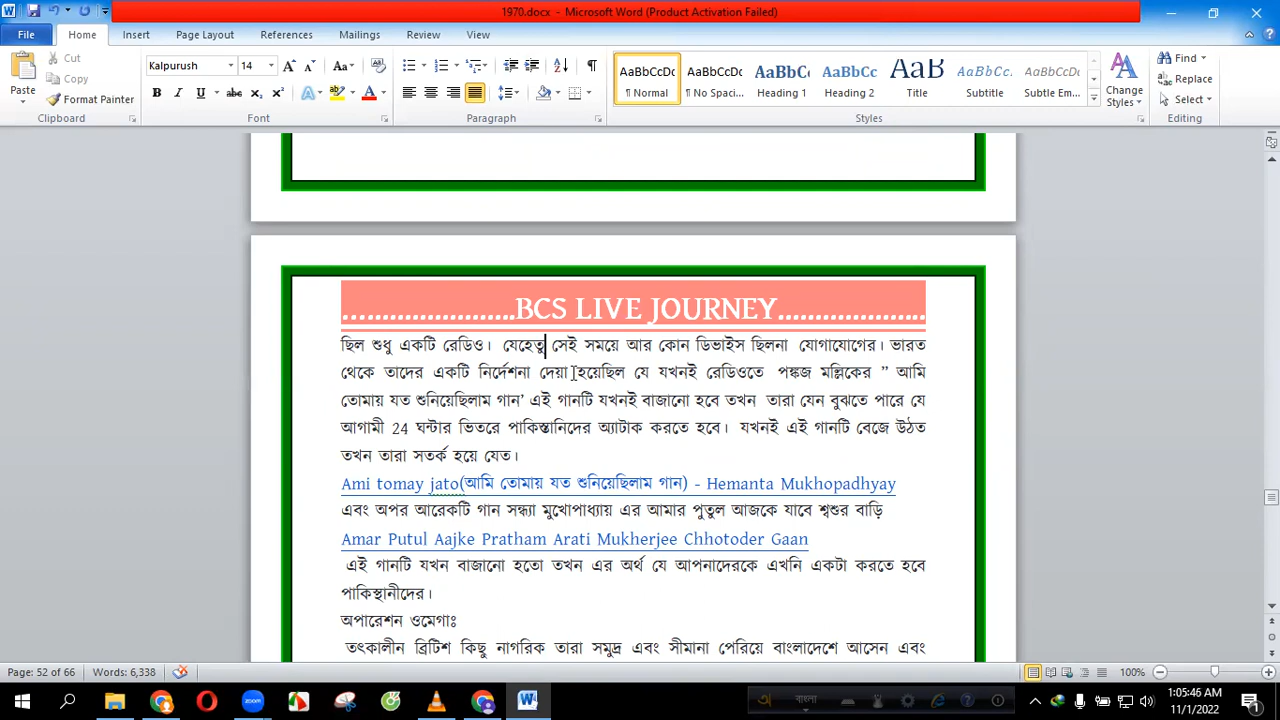 1970.docx - Microsoft Word (Product Activation Failed)
File Home Insert Page Layout References Mailings Review View
Paste Cut Copy Format Painter
Kalpurush 14
AaBbCcDc AaBbCcDc AaBbCc AaBbCc AaB AaBbCcD AaBbCcDc
¶ Normal ¶ No Spaci... Heading 1 Heading 2 Title Subtitle Subtle Em...
Change Styles
Find Replace Select
Clipboard Font Paragraph Styles Editing
......................BCS LIVE JOURNEY......................
ছিল শুধু একটি রেডিও। যেহেতু সেই সময়ে আর কোন ডিভাইস ছিলনা যোগাযোগের। ভারত
থেকে তাদের একটি নির্দেশনা দেয়া হয়েছিল যে যখনই রেডিওতে পঙ্কজ মল্লিকের " আমি
তোমায় যত শুনিয়েছিলাম গান' এই গানটি যখনই বাজানো হবে তখন তারা যেন বুঝতে পারে যে
আগামী 24 ঘন্টার ভিতরে পাকিস্তানিদের অ্যাটাক করতে হবে। যখনই এই গানটি বেজে উঠত
তখন তারা সতর্ক হয়ে যেত।
Ami tomay jato(আমি তোমায় যত শুনিয়েছিলাম গান) - Hemanta Mukhopadhyay
এবং অপর আরেকটি গান সন্ধ্যা মুখোপাধ্যায় এর আমার পুতুল আজকে যাবে শ্বশুর বাড়ি
Amar Putul Aajke Pratham Arati Mukherjee Chhotoder Gaan
এই গানটি যখন বাজানো হতো তখন এর অর্থ যে আপনাদেরকে এখনি একটা করতে হবে
পাকিস্থানীদের।
অপারেশন ওমেগাঃ
তৎকালীন ব্রিটিশ কিছু নাগরিক তারা সমুদ্র এবং সীমানা পেরিয়ে বাংলাদেশে আসেন এবং
Page: 52 of 66 Words: 6,338 100%
zoom বাংলা 1:05:46 AM
11/1/2022